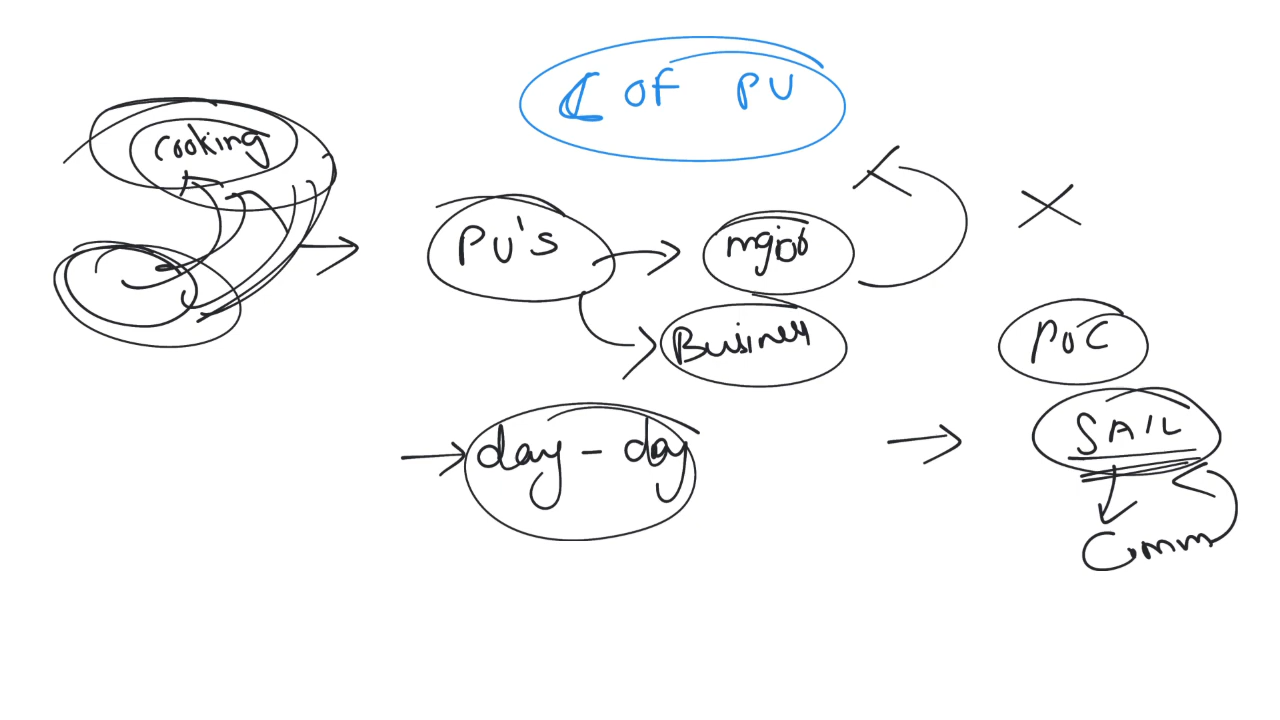 C OF PU
cooking
PU's
mgmt
Business
POC
day - day
SAIL
Comm